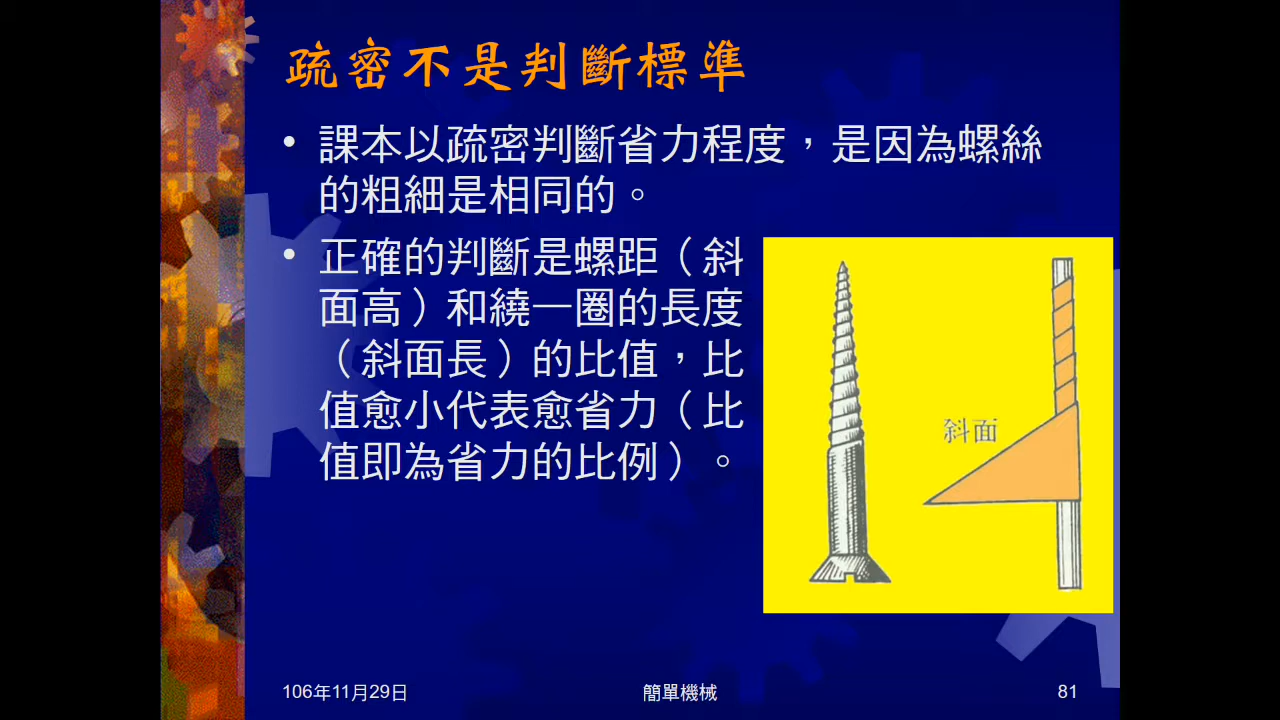 疏密不是判斷標準
• 課本以疏密判斷省力程度，是因為螺絲
的粗細是相同的。
• 正確的判斷是螺距（斜
面高）和繞一圈的長度
（斜面長）的比值，比
值愈小代表愈省力（比
值即為省力的比例）。
斜面
106年11月29日
簡單機械
81